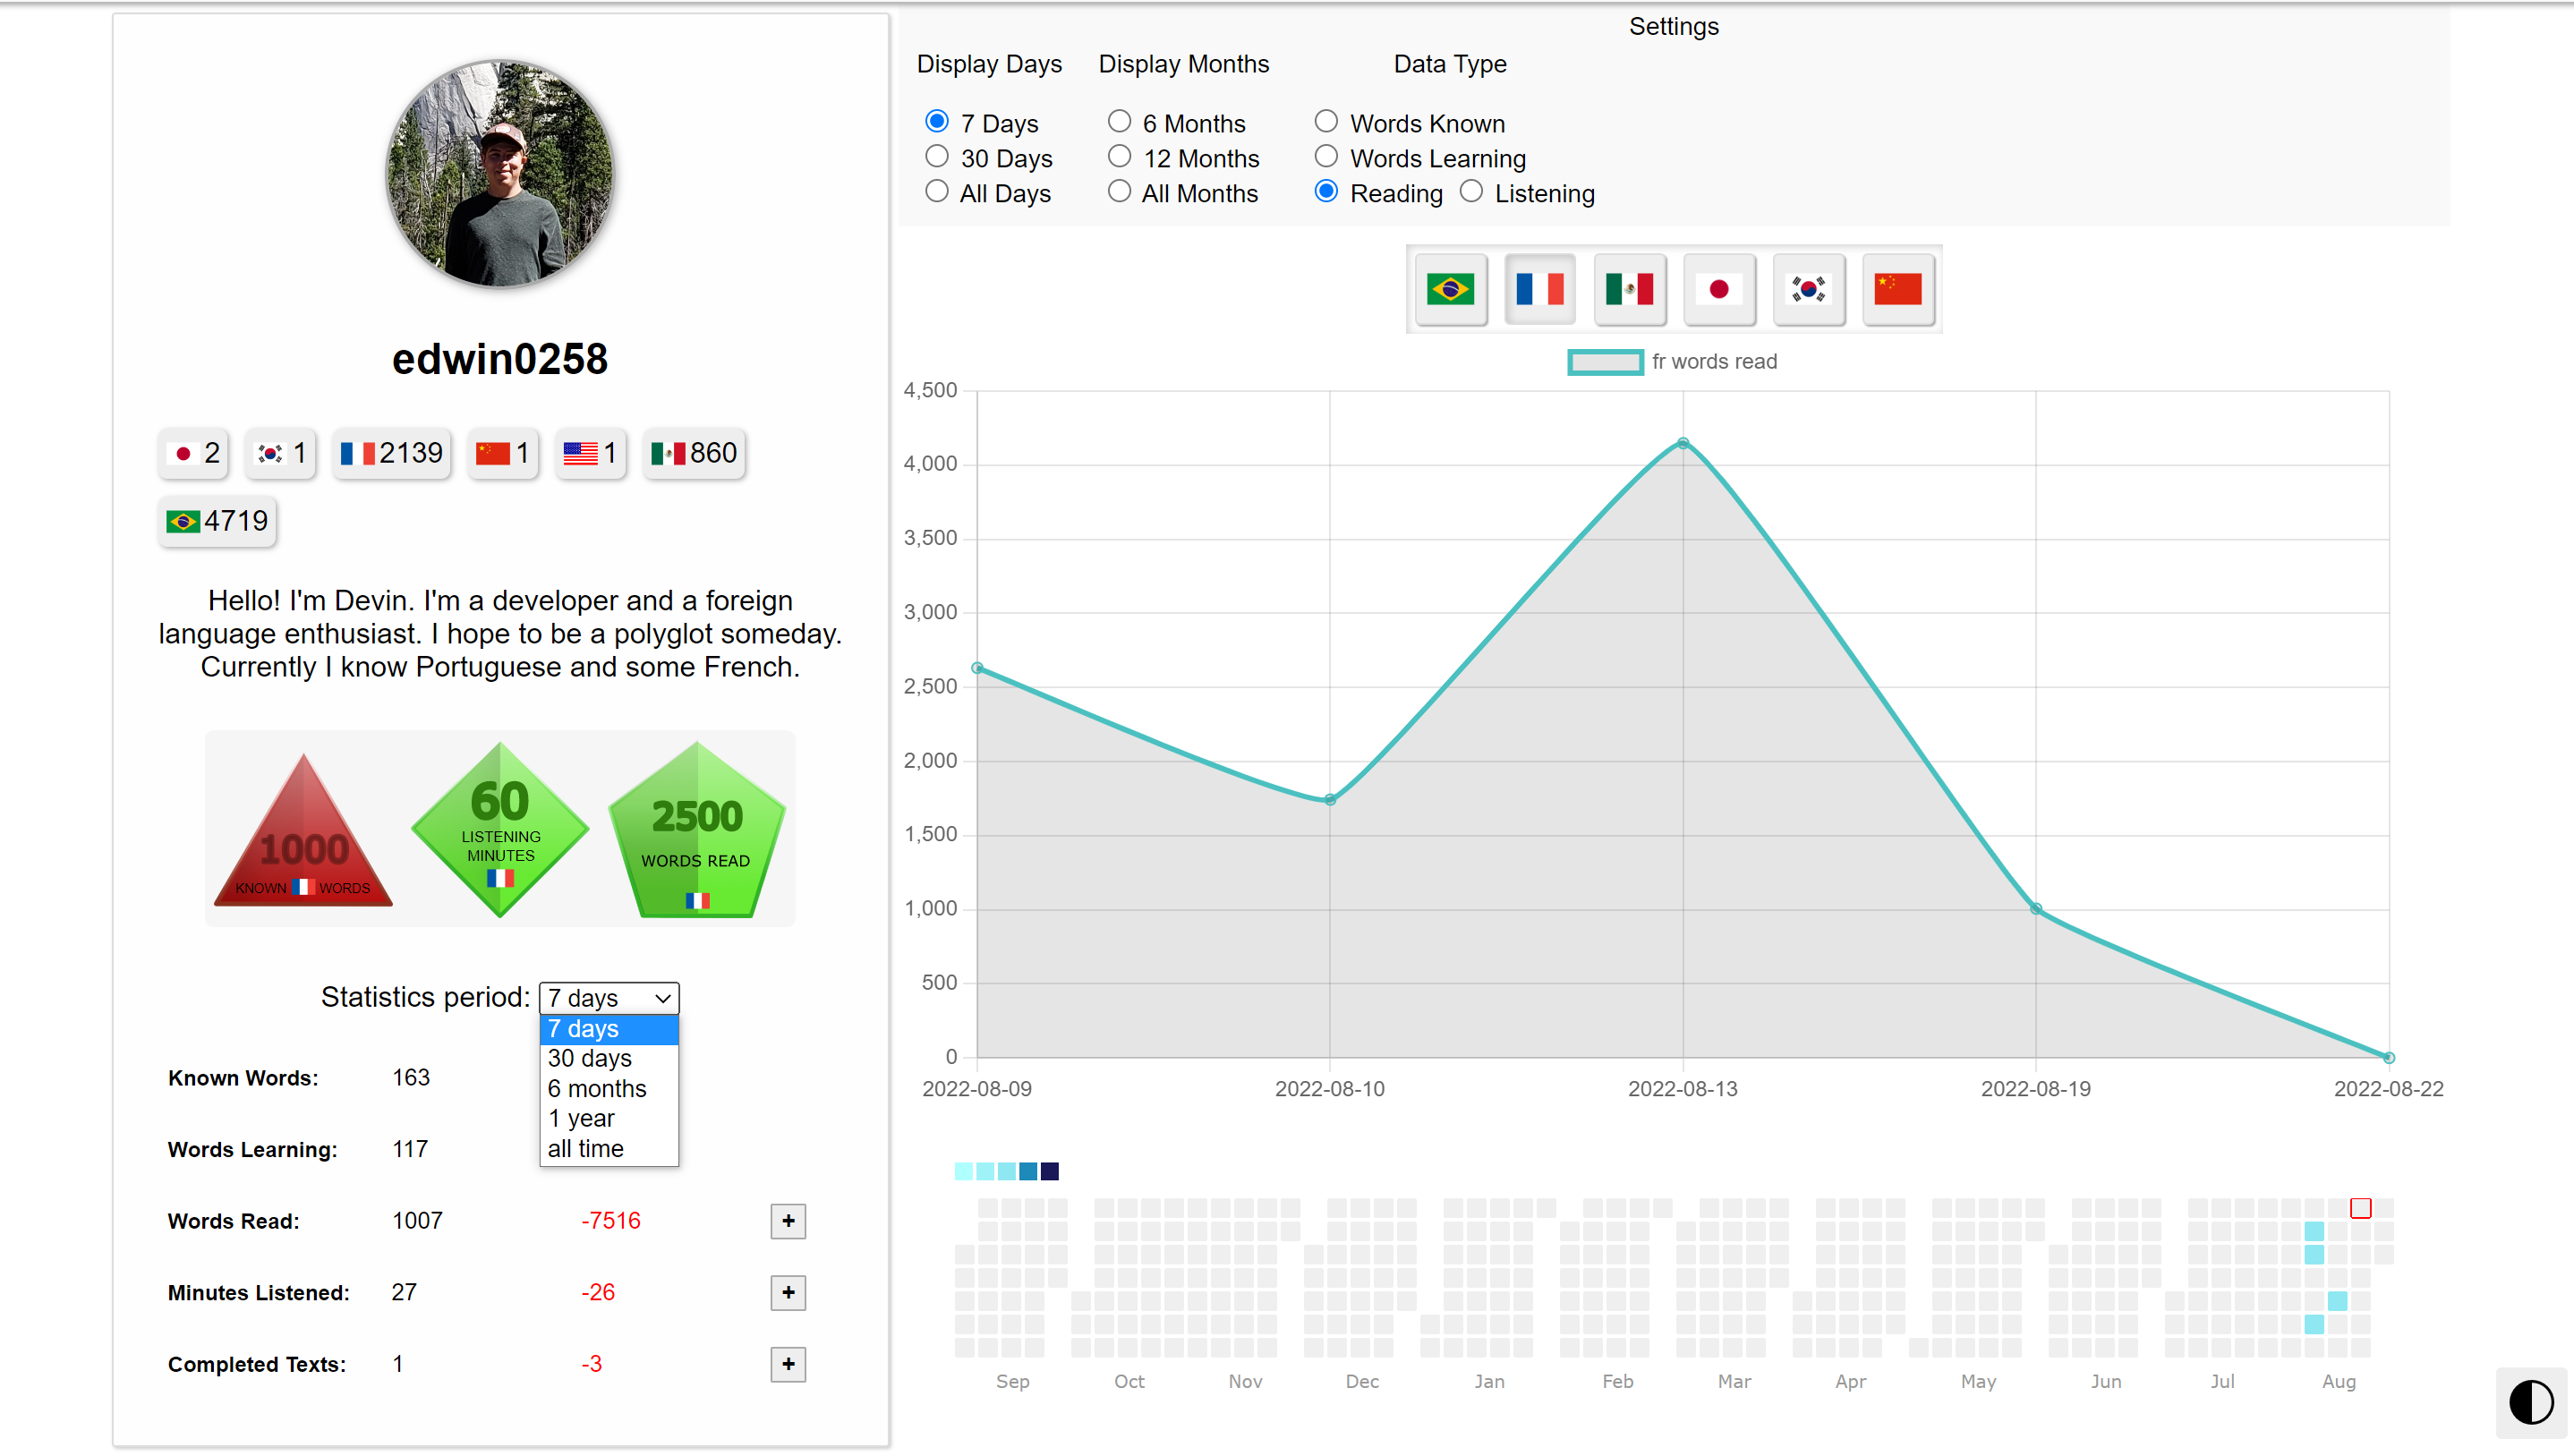 edwin0258
2 1 2139 1 1 860
4719
Hello! I'm Devin. I'm a developer and a foreign
language enthusiast. I hope to be a polyglot someday.
Currently I know Portuguese and some French.
1000
KNOWN WORDS
60
LISTENING
MINUTES
2500
WORDS READ
Statistics period: 7 days
7 days
30 days
6 months
1 year
all time
Known Words: 163
Words Learning: 117
Words Read: 1007 -7516 +
Minutes Listened: 27 -26 +
Completed Texts: 1 -3 +
Settings
Display Days Display Months Data Type
7 Days 6 Months Words Known
30 Days 12 Months Words Learning
All Days All Months Reading Listening
fr words read
4,500
4,000
3,500
3,000
2,500
2,000
1,500
1,000
500
0
2022-08-09 2022-08-10 2022-08-13 2022-08-19 2022-08-22
Sep Oct Nov Dec Jan Feb Mar Apr May Jun Jul Aug